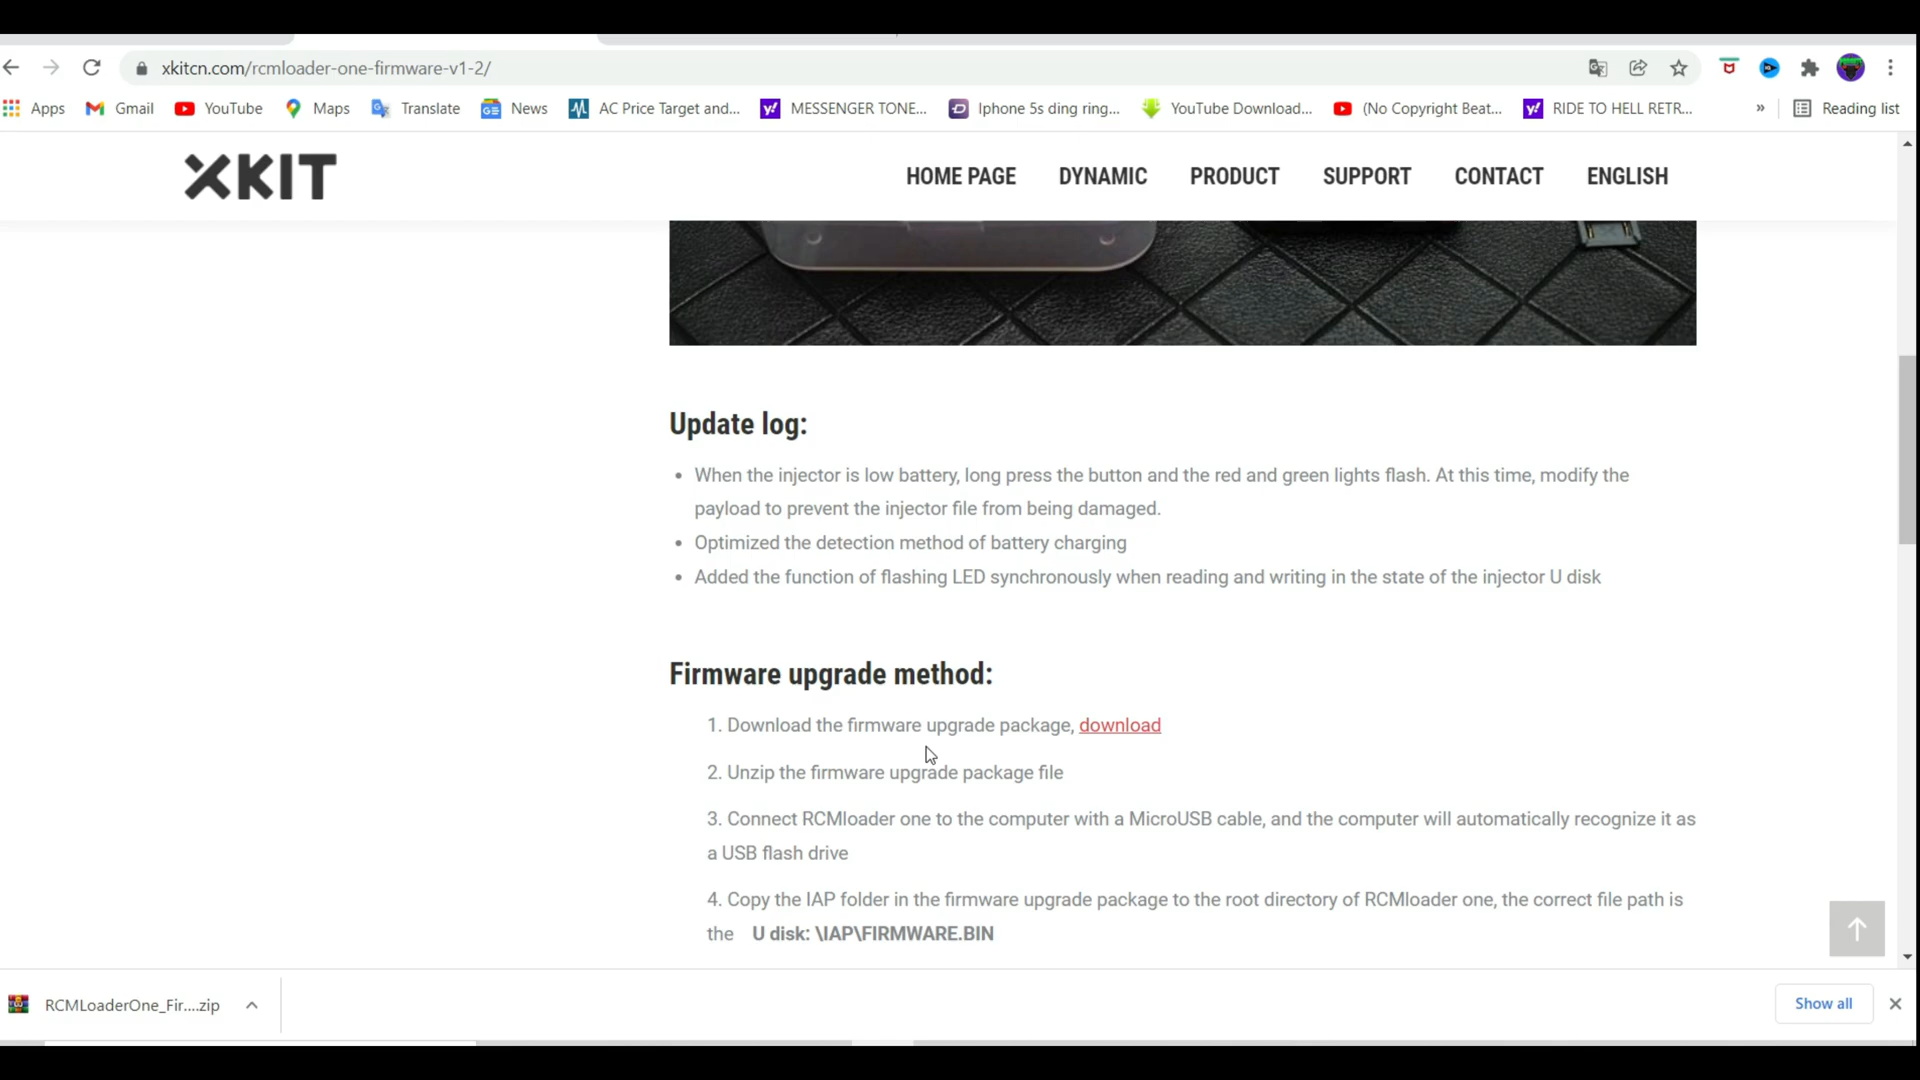 xkitcn.com/rcmloader-one-firmware-v1-2/
Apps Gmail YouTube Maps Translate News AC Price Target and... MESSENGER TONE... Iphone 5s ding ring... YouTube Download... (No Copyright Beat... RIDE TO HELL RETR... » Reading list
XKIT HOME PAGE DYNAMIC PRODUCT SUPPORT CONTACT ENGLISH
Update log:
• When the injector is low battery, long press the button and the red and green lights flash. At this time, modify the
payload to prevent the injector file from being damaged.
• Optimized the detection method of battery charging
• Added the function of flashing LED synchronously when reading and writing in the state of the injector U disk
Firmware upgrade method:
1. Download the firmware upgrade package, download
2. Unzip the firmware upgrade package file
3. Connect RCMloader one to the computer with a MicroUSB cable, and the computer will automatically recognize it as
a USB flash drive
4. Copy the IAP folder in the firmware upgrade package to the root directory of RCMloader one, the correct file path is
the U disk: \IAP\FIRMWARE.BIN
RCMLoaderOne_Fir....zip Show all